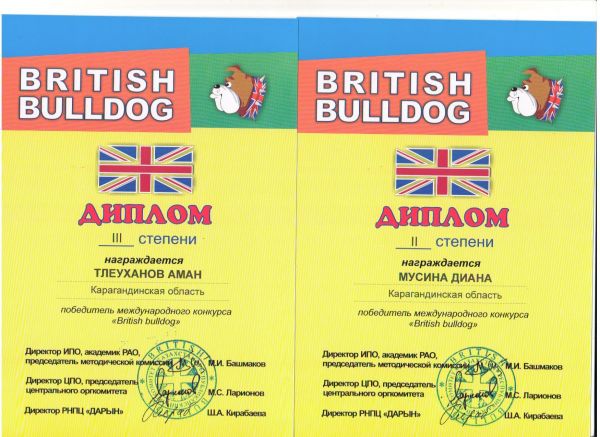 BRITISH
BULLDOG
ДИПЛОМ
III степени
награждается
ТЛЕУХАНОВ АМАН
Карагандинская область
победитель международного конкурса
«British bulldog»
Директор ИПО, академик РАО,
председатель методической комиссии М.И. Башмаков
Директор ЦПО, председатель
центрального оргкомитета М.С. Ларионов
Директор РНПЦ «ДАРЫН» Ш.А. Кирабаева
BRITISH
BULLDOG
ДИПЛОМ
II степени
награждается
МУСИНА ДИАНА
Карагандинская область
победитель международного конкурса
«British bulldog»
Директор ИПО, академик РАО,
председатель методической комиссии М.И. Башмаков
Директор ЦПО, председатель
центрального оргкомитета М.С. Ларионов
Директор РНПЦ «ДАРЫН» Ш.А. Кирабаева